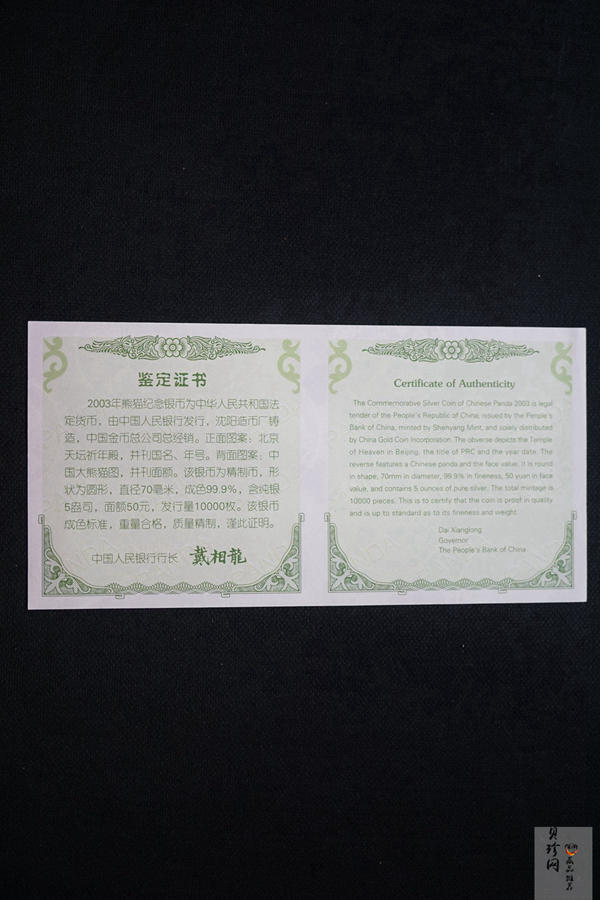 鉴定证书
2003年熊猫纪念银币为中华人民共和国法
定货币，由中国人民银行发行，沈阳造币厂铸
造，中国金币总公司总经销。正面图案：北京
天坛祈年殿，并刊国名、年号。背面图案：中
国大熊猫图，并刊面额。该银币为精制币，形
状为圆形，直径70毫米，成色99.9%，含纯银
5盎司，面额50元，发行量10000枚。该银币
成色标准，重量合格，质量精制，谨此证明。
中国人民银行行长 戴相龍
Certificate of Authenticity
The Commemorative Silver Coin of Chinese Panda 2003 is legal
tender of the People's Republic of China, issued by the People's
Bank of China, minted by Shenyang Mint, and solely distributed
by China Gold Coin Incorporation. The obverse depicts the Temple
of Heaven in Beijing, the title of PRC and the year date. The
reverse features a Chinese panda and the face value. It is round
in shape, 70mm in diameter, 99.9% in fineness, 50 yuan in face
value, and contains 5 ounces of pure silver. The total mintage is
10000 pieces. This is to certify that the coin is proof in quality
and is up to standard as to its fineness and weight.
Dai Xianglong
Governor
The People's Bank of China
贝珍网